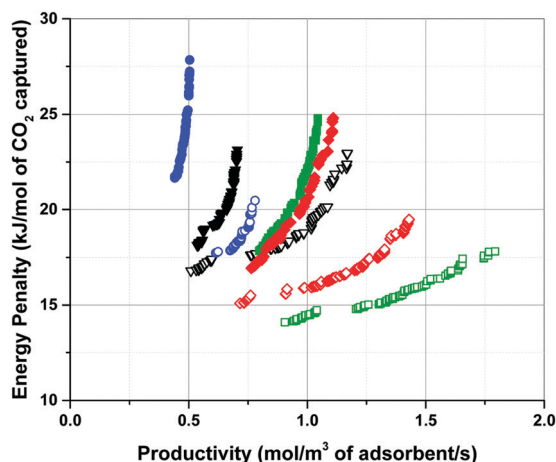 Energy Penalty (kJ/mol of CO₂ captured)
30
25
20
15
10
0.0 0.5 1.0 1.5 2.0
Productivity (mol/m³ of adsorbent/s)